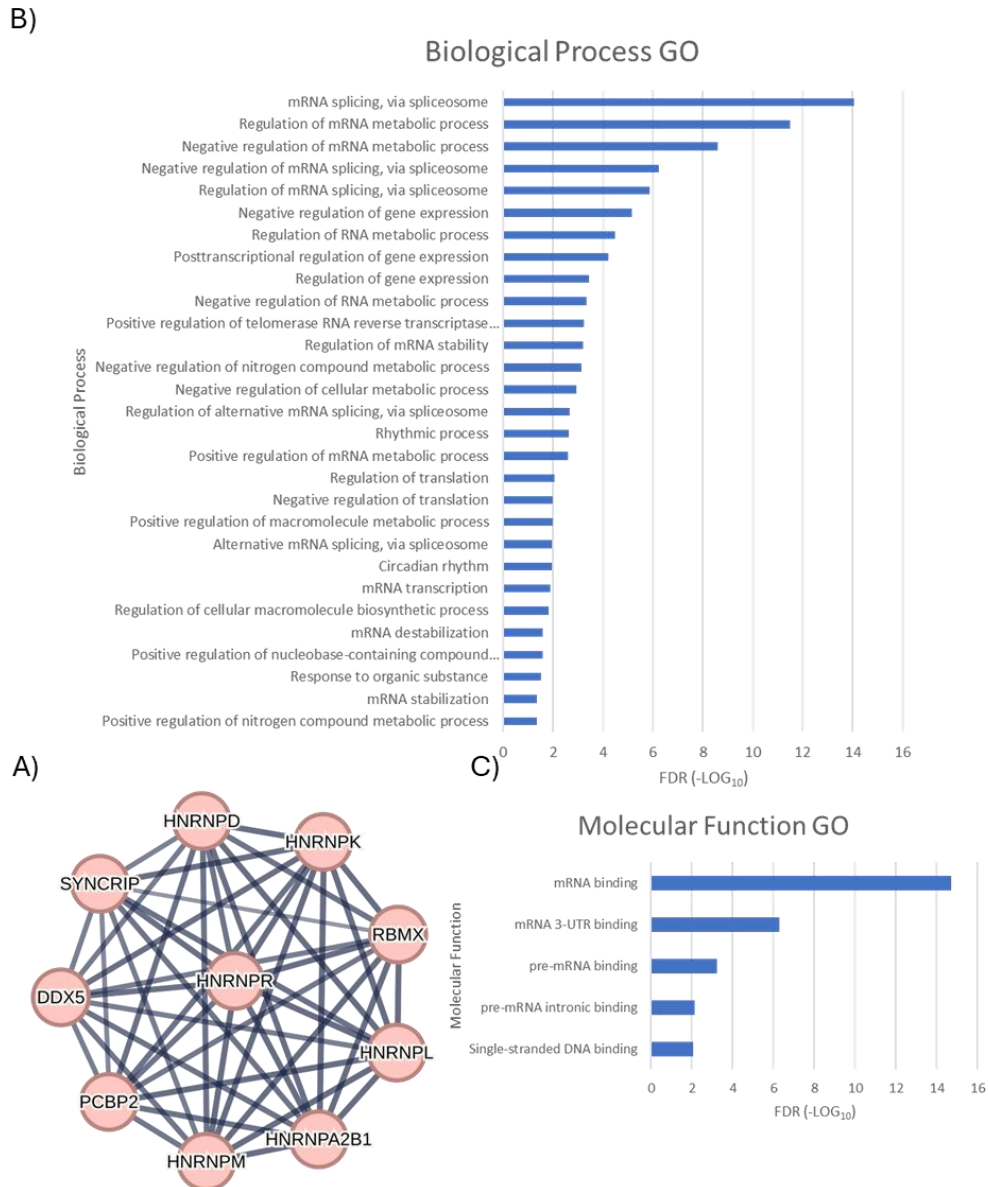 B)
Biological Process GO
mRNA splicing, via spliceosome
Regulation of mRNA metabolic process
Negative regulation of mRNA metabolic process
Negative regulation of mRNA splicing, via spliceosome
Regulation of mRNA splicing, via spliceosome
Negative regulation of gene expression
Regulation of RNA metabolic process
Posttranscriptional regulation of gene expression
Regulation of gene expression
Negative regulation of RNA metabolic process
Positive regulation of telomerase RNA reverse transcriptase...
Regulation of mRNA stability
Negative regulation of nitrogen compound metabolic process
Negative regulation of cellular metabolic process
Regulation of alternative mRNA splicing, via spliceosome
Rhythmic process
Positive regulation of mRNA metabolic process
Regulation of translation
Negative regulation of translation
Positive regulation of macromolecule metabolic process
Alternative mRNA splicing, via spliceosome
Circadian rhythm
mRNA transcription
Regulation of cellular macromolecule biosynthetic process
mRNA destabilization
Positive regulation of nucleobase-containing compound...
Response to organic substance
mRNA stabilization
Positive regulation of nitrogen compound metabolic process
Biological Process
0 2 4 6 8 10 12 14 16
FDR (-LOG₁₀)
A)
HNRNPD
HNRNPK
SYNCRIP
RBMX
HNRNPR
DDX5
HNRNPL
PCBP2
HNRNPA2B1
HNRNPM
C)
Molecular Function GO
mRNA binding
mRNA 3-UTR binding
pre-mRNA binding
pre-mRNA intronic binding
Single-stranded DNA binding
Molecular Function
0 2 4 6 8 10 12 14 16
FDR (-LOG₁₀)